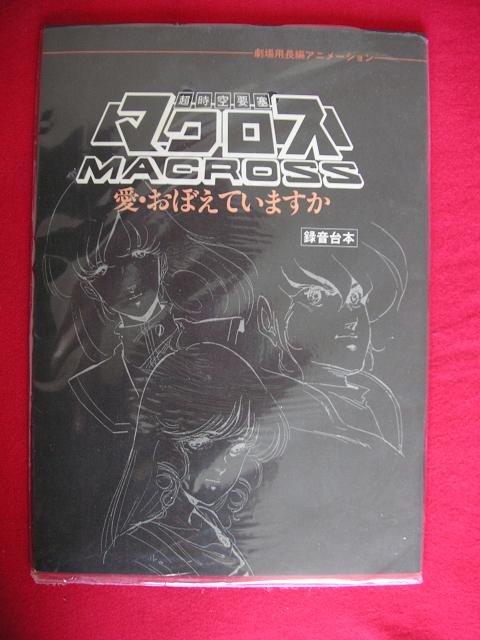 劇場用長編アニメーション
超時空要塞
マクロス
MACROSS
愛・おぼえていますか
録音台本